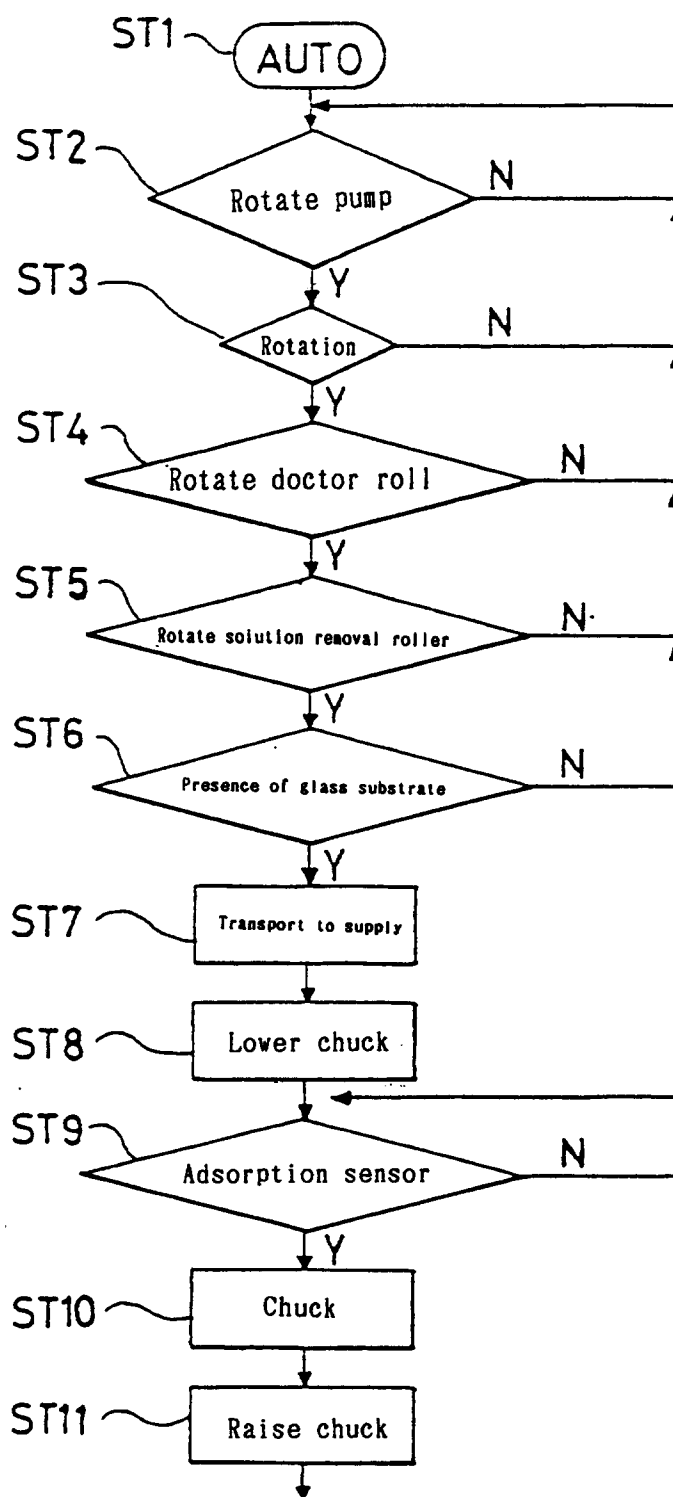 ST1
AUTO
ST2
Rotate pump
N
Y
ST3
Rotation
N
Y
ST4
Rotate doctor roll
N
Y
ST5
Rotate solution removal roller
N
Y
ST6
Presence of glass substrate
N
Y
ST7
Transport to supply
ST8
Lower chuck
ST9
Adsorption sensor
N
Y
ST10
Chuck
ST11
Raise chuck